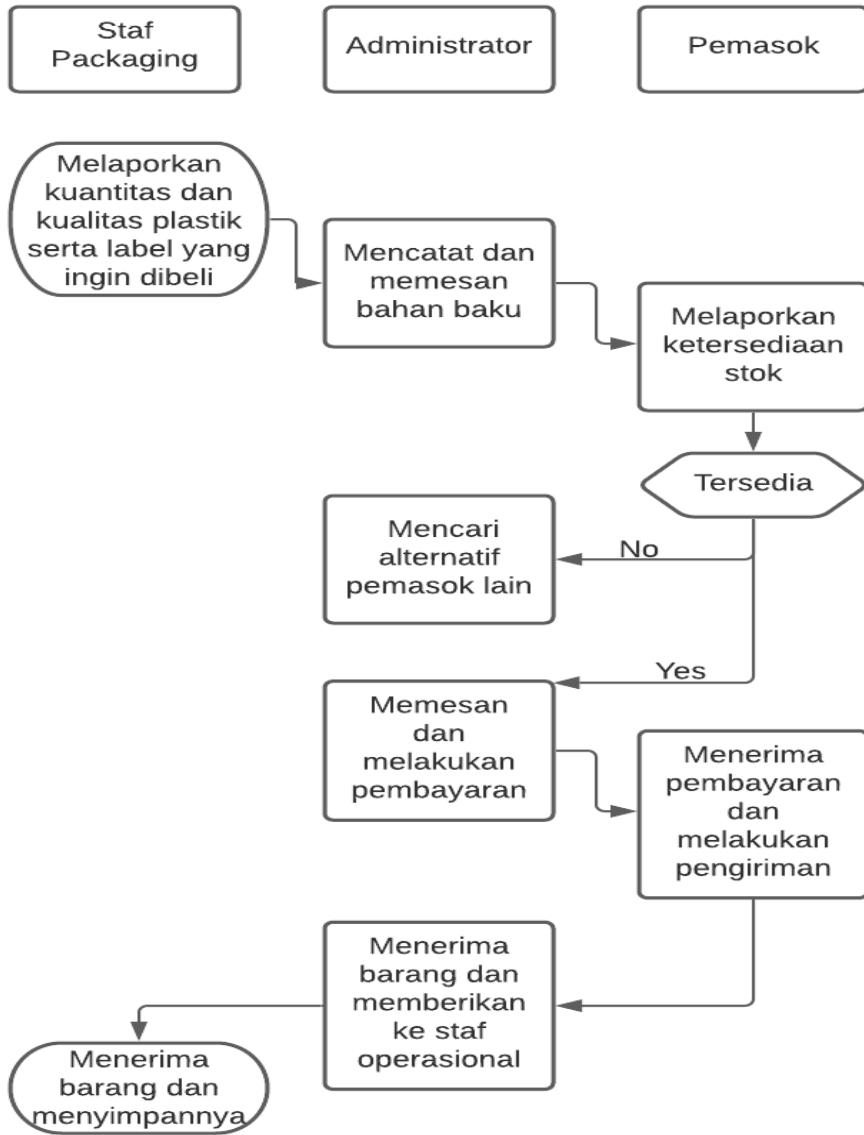 Staf
Packaging
Administrator
Pemasok
Melaporkan
kuantitas dan
kualitas plastik
serta label yang
ingin dibeli
Mencatat dan
memesan
bahan baku
Melaporkan
ketersediaan
stok
Tersedia
Mencari
alternatif
pemasok lain
No
Yes
Memesan
dan
melakukan
pembayaran
Menerima
pembayaran
dan
melakukan
pengiriman
Menerima
barang dan
memberikan
ke staf
operasional
Menerima
barang dan
menyimpannya